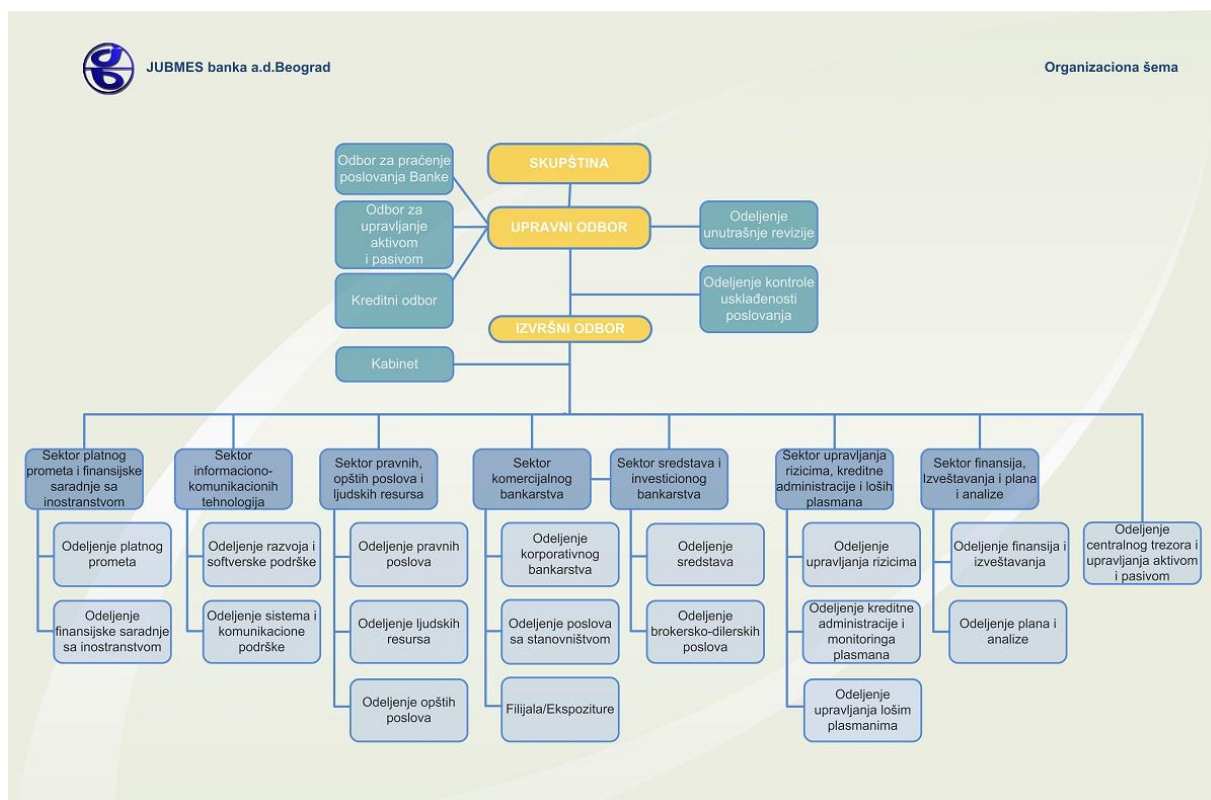 JUBMES banka a.d.Beograd
Organizaciona šema
Odbor za praćenje
poslovanja Banke
SKUPŠTINA
Odbor za
upravljanje
aktivom
i pasivom
UPRAVNI ODBOR
Odeljenje
unutrašnje revizije
Kreditni odbor
Odeljenje kontrole
usklađenosti
poslovanja
IZVRŠNI ODBOR
Kabinet
Sektor platnog
prometa i finansijske
saradnje sa
inostranstvom
Sektor
informaciono-
komunikacionih
tehnologija
Sektor pravnih,
opštih poslova i
ljudskih resursa
Sektor
komercijalnog
bankarstva
Sektor sredstava i
investicionog
bankarstva
Sektor upravljanja
rizicima, kreditne
administracije i loših
plasmana
Sektor finansija,
Izveštavanja i plana
i analize
Odeljenje platnog
prometa
Odeljenje razvoja i
softverske podrške
Odeljenje pravnih
poslova
Odeljenje
korporativnog
bankarstva
Odeljenje
sredstava
Odeljenje
upravljanja rizicima
Odeljenje finansija i
izveštavanja
Odeljenje
centralnog trezora i
upravljanja aktivom
i pasivom
Odeljenje
finansijske saradnje
sa inostranstvom
Odeljenje sistema i
komunikacione
podrške
Odeljenje ljudskih
resursa
Odeljenje poslova
sa stanovništvom
Odeljenje
brokersko-dilerskih
poslova
Odeljenje kreditne
administracije i
monitoringa
plasmana
Odeljenje plana i
analize
Odeljenje opštih
poslova
Filijala/Ekspoziture
Odeljenje
upravljanja lošim
plasmanima